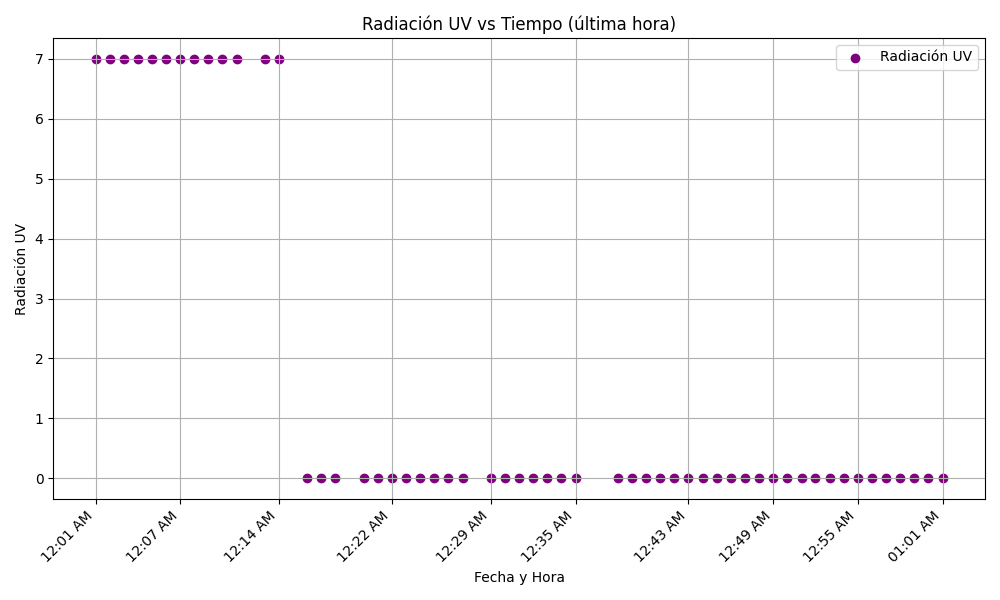 Radiación UV vs Tiempo (última hora)
Radiación UV
7
6
5
4
3
2
1
0
Radiación UV
12:01 AM
12:07 AM
12:14 AM
12:22 AM
12:29 AM
12:35 AM
12:43 AM
12:49 AM
12:55 AM
01:01 AM
Fecha y Hora